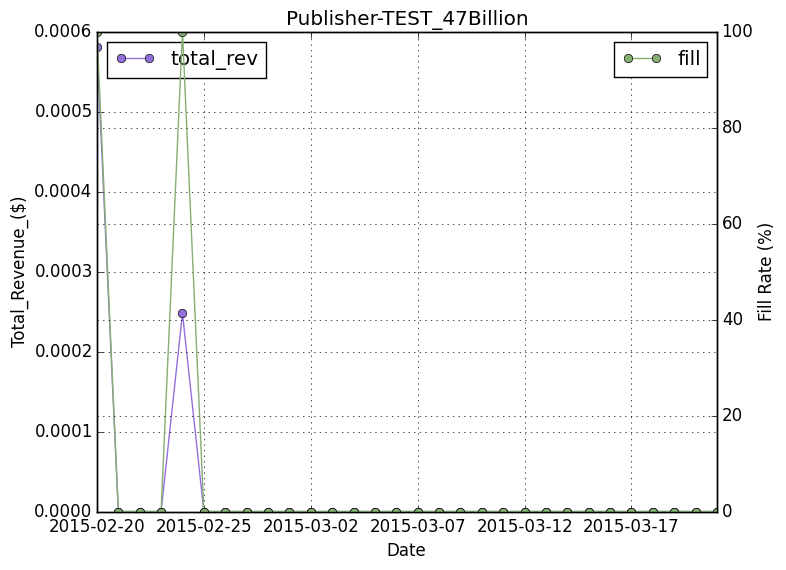 Publisher-TEST_47Billion
total_rev
fill
Total_Revenue_($)
0.0006
0.0005
0.0004
0.0003
0.0002
0.0001
0.0000
100
80
60
40
20
0
Fill Rate (%)
2015-02-20 2015-02-25 2015-03-02 2015-03-07 2015-03-12 2015-03-17
Date